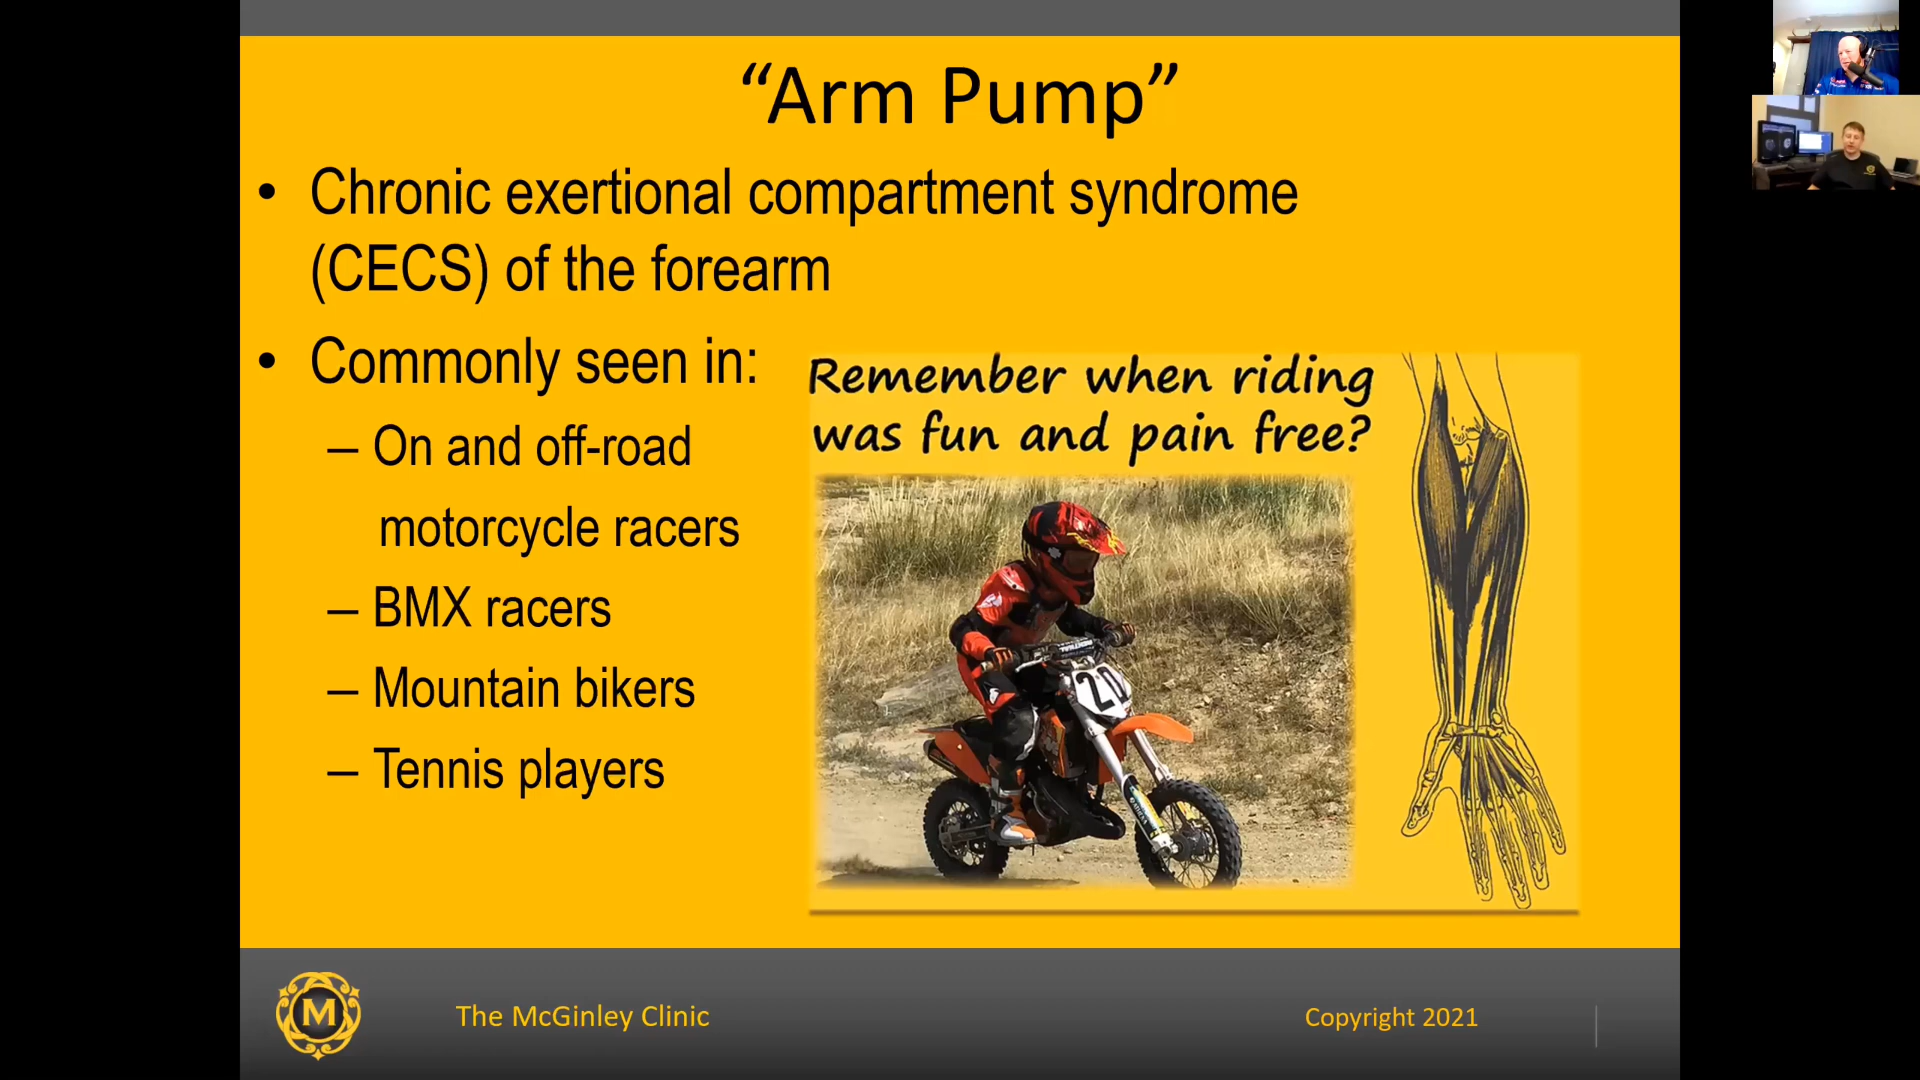 “Arm Pump”
• Chronic exertional compartment syndrome
(CECS) of the forearm
• Commonly seen in:
– On and off-road
motorcycle racers
– BMX racers
– Mountain bikers
– Tennis players
Remember when riding
was fun and pain free?
20
M
The McGinley Clinic
Copyright 2021